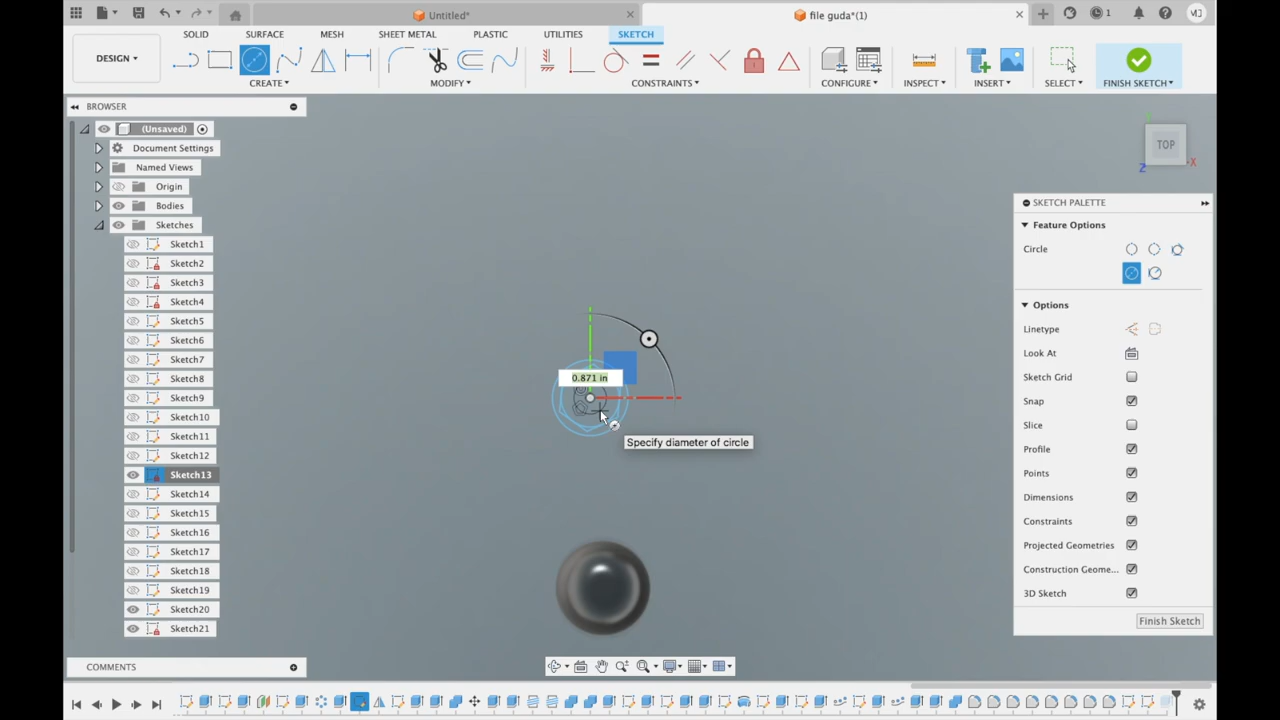 Untitled*
file guda*(1)
1
MJ
DESIGN
SOLID SURFACE MESH SHEET METAL PLASTIC UTILITIES SKETCH
CREATE MODIFY CONSTRAINTS CONFIGURE INSPECT INSERT SELECT FINISH SKETCH
BROWSER
(Unsaved)
Document Settings
Named Views
Origin
Bodies
Sketches
Sketch1
Sketch2
Sketch3
Sketch4
Sketch5
Sketch6
Sketch7
Sketch8
Sketch9
Sketch10
Sketch11
Sketch12
Sketch13
Sketch14
Sketch15
Sketch16
Sketch17
Sketch18
Sketch19
Sketch20
Sketch21
COMMENTS
0.871 in
Specify diameter of circle
TOP
X
Z
SKETCH PALETTE
Feature Options
Circle
Options
Linetype
Look At
Sketch Grid
Snap
Slice
Profile
Points
Dimensions
Constraints
Projected Geometries
Construction Geome...
3D Sketch
Finish Sketch